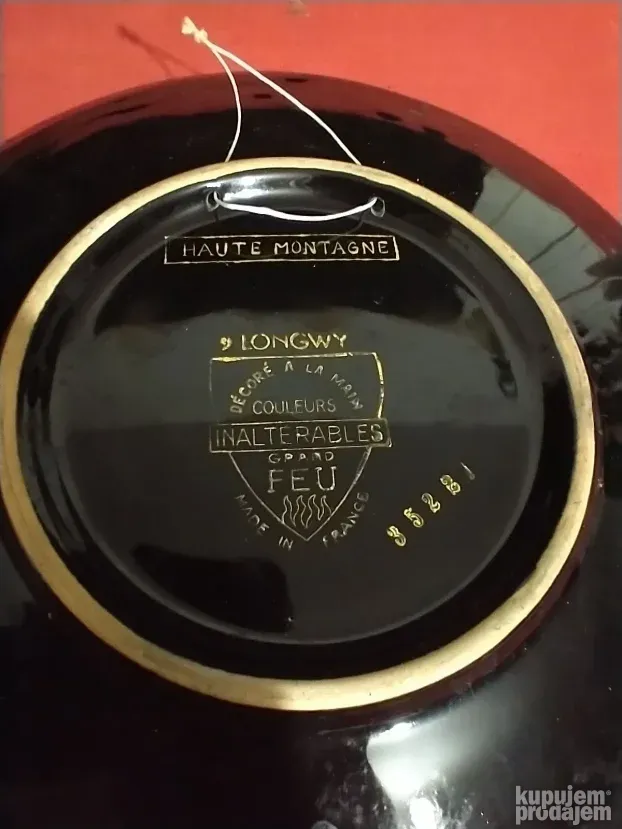 HAUTE MONTAGNE
LONGWY
DÉCORÉ A LA MAIN
COULEURS
INALTÉRABLES
GRAND
FEU
MADE IN FRANCE
kupujem
prodajem